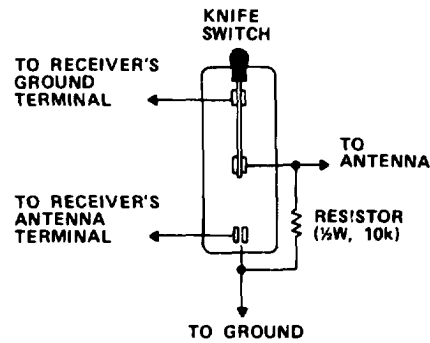 KNIFE
SWITCH
TO RECEIVER'S
GROUND
TERMINAL
TO
ANTENNA
TO RECEIVER'S
ANTENNA
TERMINAL
RESISTOR
(½W, 10k)
TO GROUND